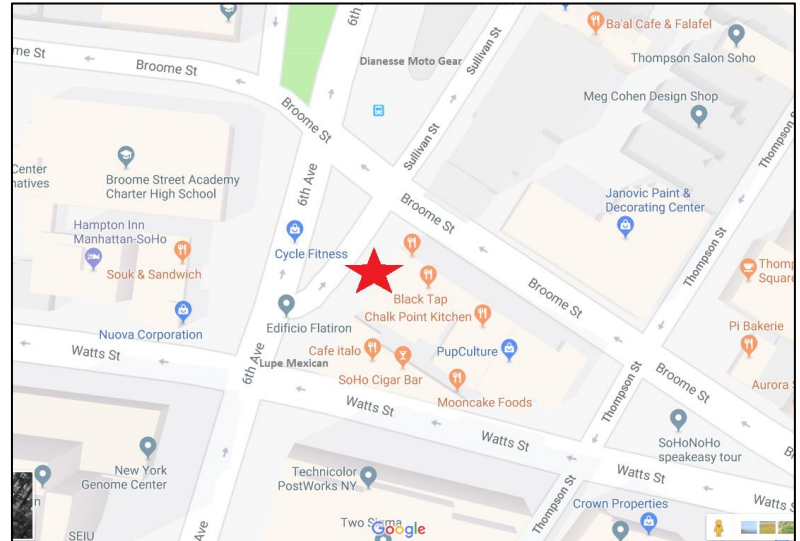 6th
Ba'al Cafe & Falafel
me St
Broome St
Dianesse Moto Gear
Sullivan St
Thompson Salon Soho
Meg Cohen Design Shop
Broome St
Thompson
Sullivan St
Center
natives
Broome Street Academy
Charter High School
6th Ave
Broome St
Janovic Paint &
Decorating Center
Hampton Inn
Manhattan-SoHo
Cycle Fitness
Thompson St
Souk & Sandwich
Thomp
Square
Black Tap
Broome St
Chalk Point Kitchen
Nuova Corporation
Edificio Flatiron
Pi Bakerie
Watts St
6th Ave
Cafe italo
PupCulture
Lupe Mexican
SoHo Cigar Bar
Thompson St
Broome St
Aurora
Mooncake Foods
Watts St
Watts St
SoHoNoHo
speakeasy tour
New York
Genome Center
Technicolor
PostWorks NY
Watts St
Thompson St
Crown Properties
Watts S
Two Sigma
Google
Ave
SEIU